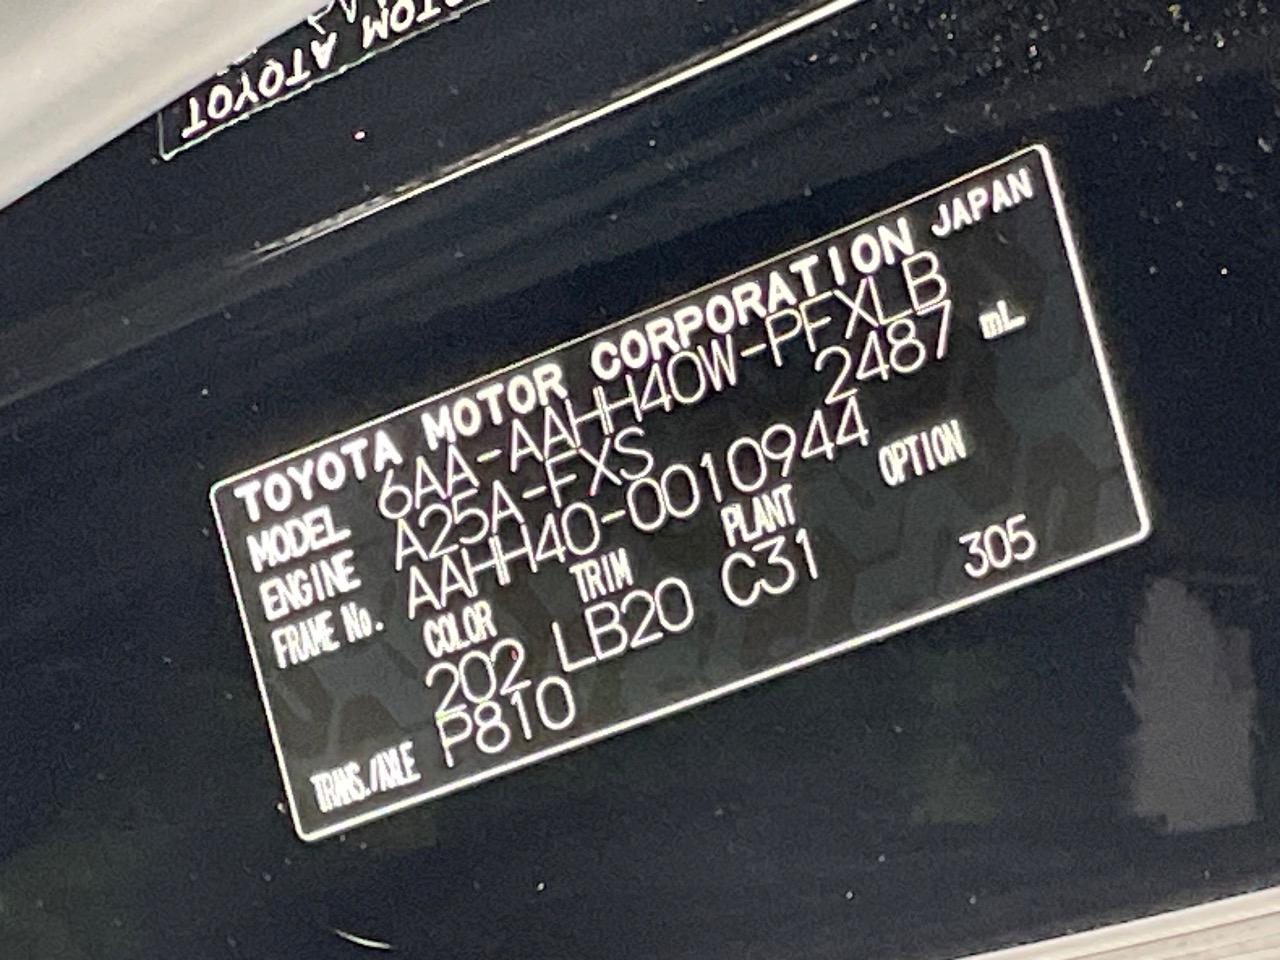 TOYOTA MOTOR CORPORATION JAPAN
MODEL 6AA-AAHH40W-PFXLB
ENGINE A25A-FXS 2487 mL
FRAME No. AAHH40-0010944
COLOR TRIM PLANT OPTION
202 LB20 C31 305
TRANS./AXLE P810